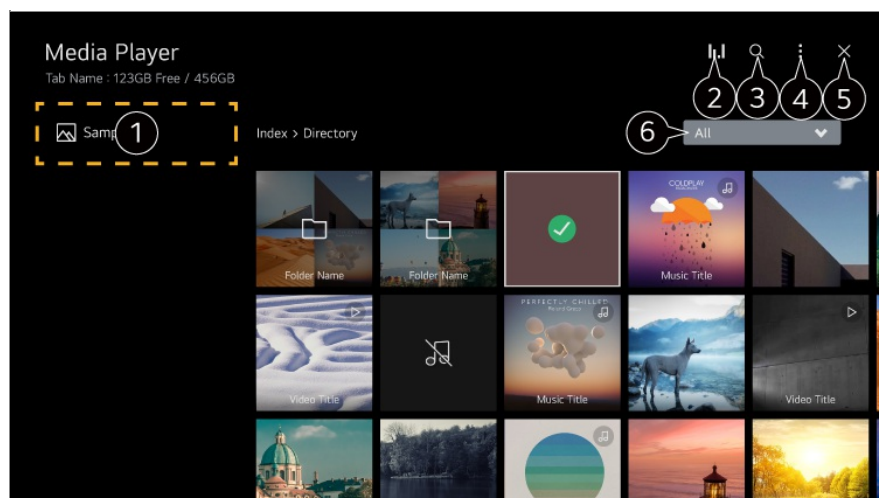 Media Player
Tab Name : 123GB Free / 456GB
2
3
4
5
1
Index > Directory
6
All
COLDPLAY
Folder Name
Folder Name
Music Title
PERFECTLY CHILLED
Video Title
Music Title
Video Title